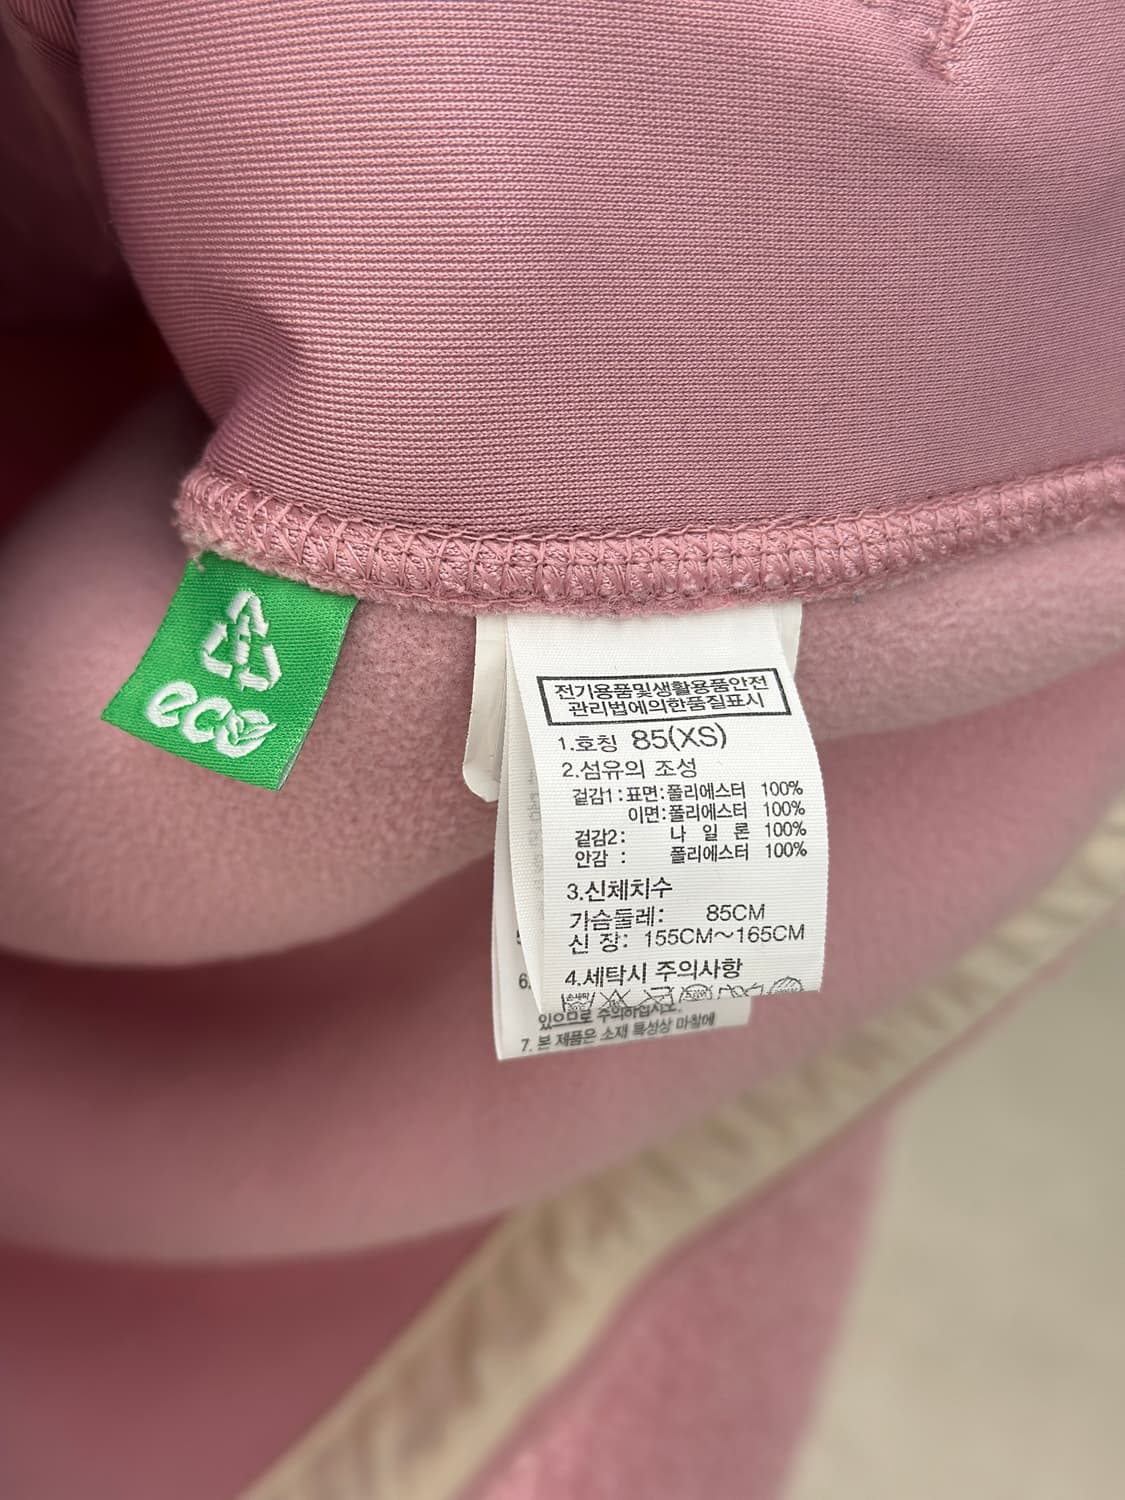 eco
전기용품및생활용품안전
관리법에의한품질표시
1.호칭 85(XS)
2.섬유의 조성
겉감1:표면:폴리에스터 100%
이면:폴리에스터 100%
겉감2: 나 일 론 100%
안감 : 폴리에스터 100%
3.신체치수
가슴둘레: 85CM
신 장: 155CM~165CM
4.세탁시 주의사항
손세탁
6.
있으므로 주의하십시오.
7. 본 제품은 소재 특성상 마찰에